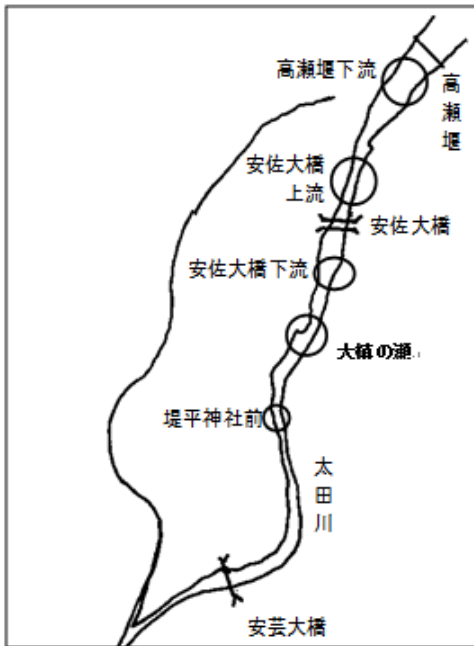 高瀬堰下流
高瀬堰
安佐大橋
上流
安佐大橋
安佐大橋下流
大禎の瀬
堤平神社前
太田川
安芸大橋